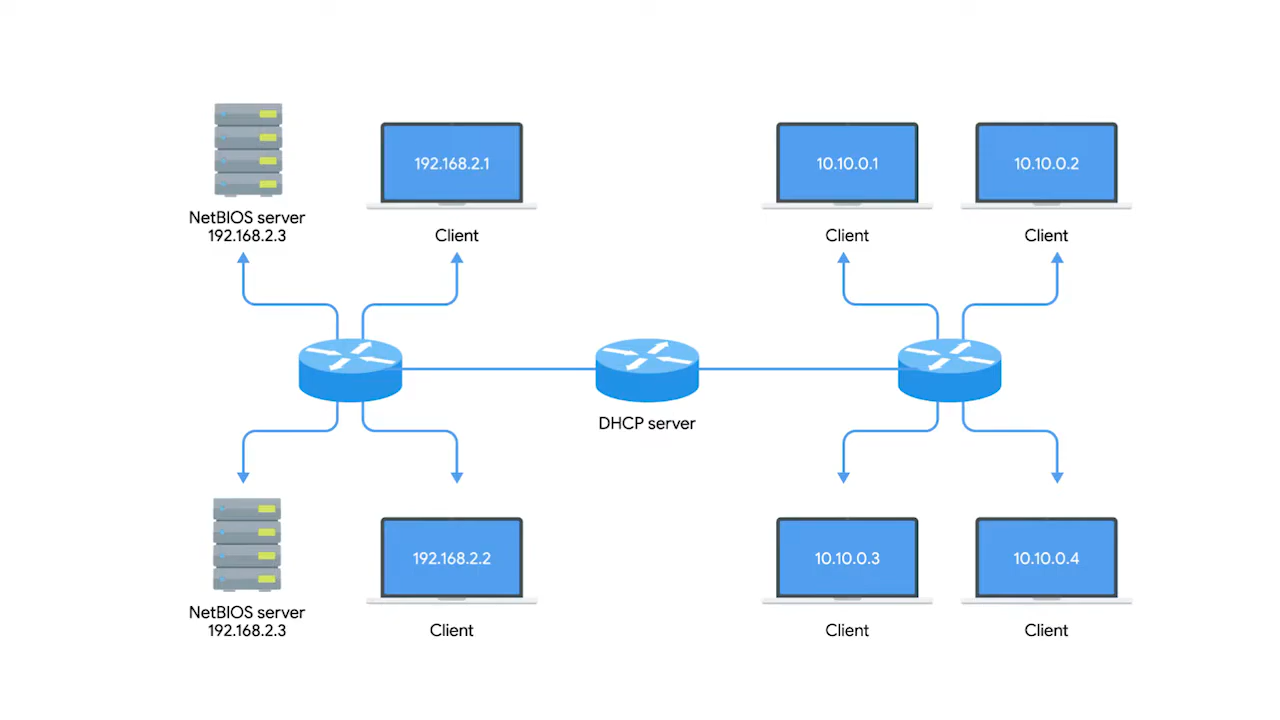 192.168.2.1
10.10.0.1
10.10.0.2
NetBIOS server
192.168.2.3
Client
Client
Client
DHCP server
192.168.2.2
10.10.0.3
10.10.0.4
NetBIOS server
192.168.2.3
Client
Client
Client